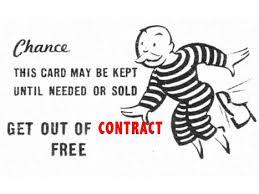 Chance
THIS CARD MAY BE KEPT
UNTIL NEEDED OR SOLD
GET OUT OF CONTRACT
FREE